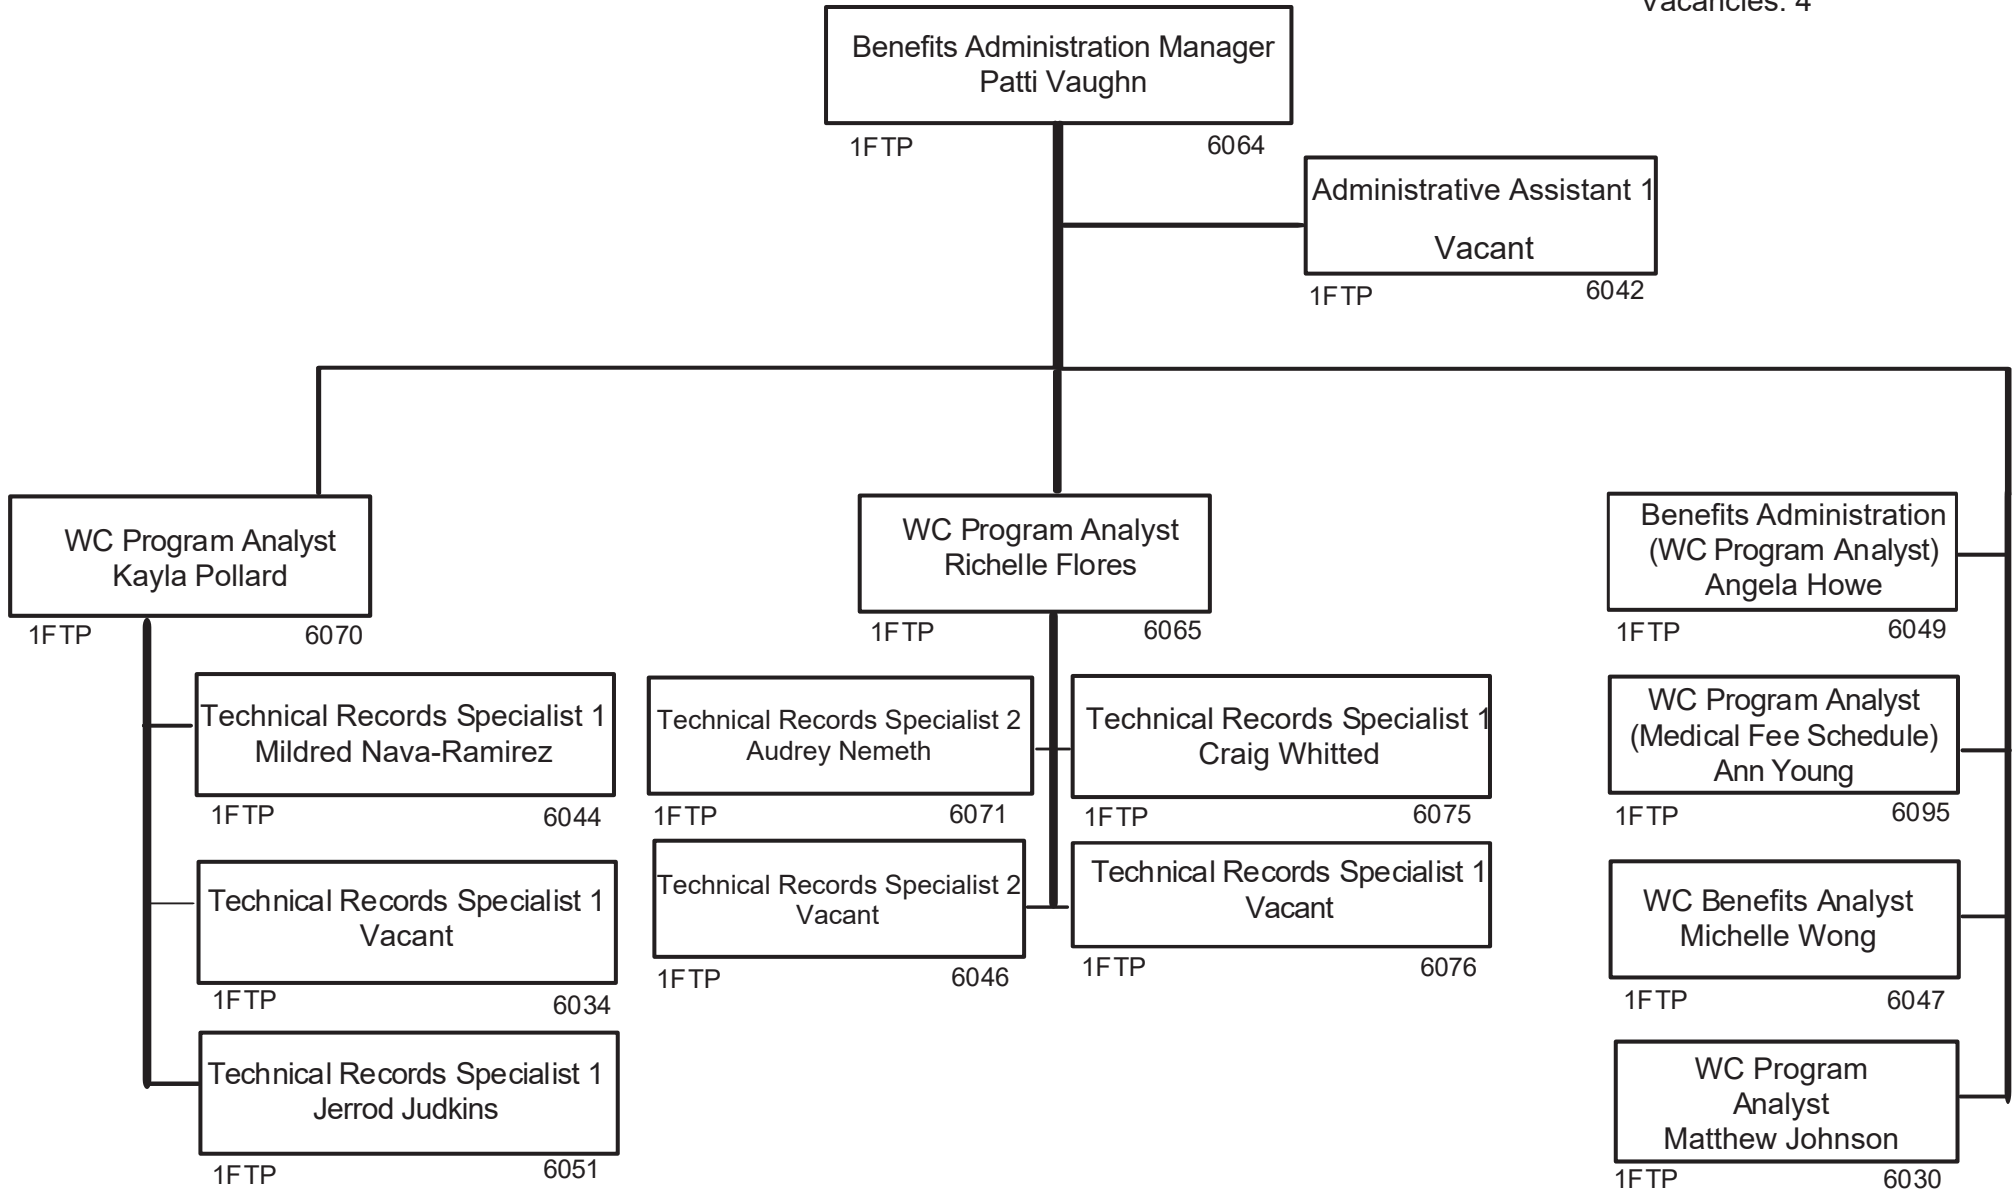 Vacancies: 4
Benefits Administration Manager
Patti Vaughn
1FTP 6064
Administrative Assistant 1
Vacant
1FTP 6042
WC Program Analyst
Kayla Pollard
1FTP 6070
Technical Records Specialist 1
Mildred Nava-Ramirez
1FTP 6044
Technical Records Specialist 1
Vacant
1FTP 6034
Technical Records Specialist 1
Jerrod Judkins
1FTP 6051
WC Program Analyst
Richelle Flores
1FTP 6065
Technical Records Specialist 2
Audrey Nemeth
1FTP 6071
Technical Records Specialist 1
Craig Whitted
1FTP 6075
Technical Records Specialist 2
Vacant
1FTP 6046
Technical Records Specialist 1
Vacant
1FTP 6076
Benefits Administration
(WC Program Analyst)
Angela Howe
1FTP 6049
WC Program Analyst
(Medical Fee Schedule)
Ann Young
1FTP 6095
WC Benefits Analyst
Michelle Wong
1FTP 6047
WC Program
Analyst
Matthew Johnson
1FTP 6030